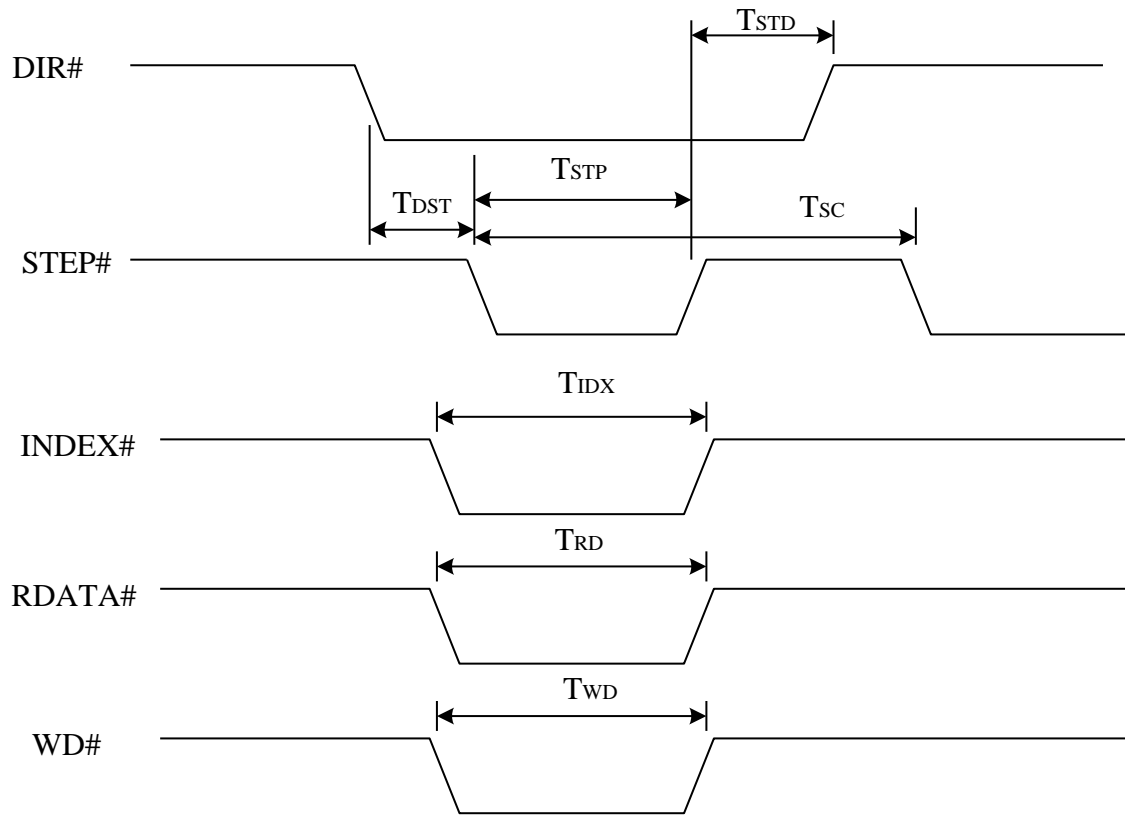 TSTD
DIR#
TSTP
TDST
TSC
STEP#
TIDX
INDEX#
TRD
RDATA#
TWD
WD#